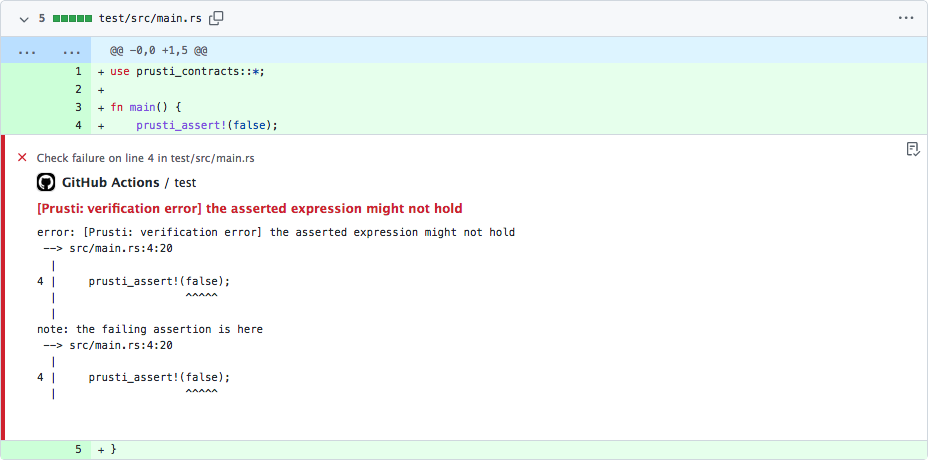 5 test/src/main.rs
... ... @@ -0,0 +1,5 @@
1 + use prusti_contracts::*;
2 +
3 + fn main() {
4 +     prusti_assert!(false);
Check failure on line 4 in test/src/main.rs
GitHub Actions / test
[Prusti: verification error] the asserted expression might not hold
error: [Prusti: verification error] the asserted expression might not hold
 --> src/main.rs:4:20
  |
4 |     prusti_assert!(false);
  |                    ^^^^^
  |
note: the failing assertion is here
 --> src/main.rs:4:20
  |
4 |     prusti_assert!(false);
  |                    ^^^^^
5 + }